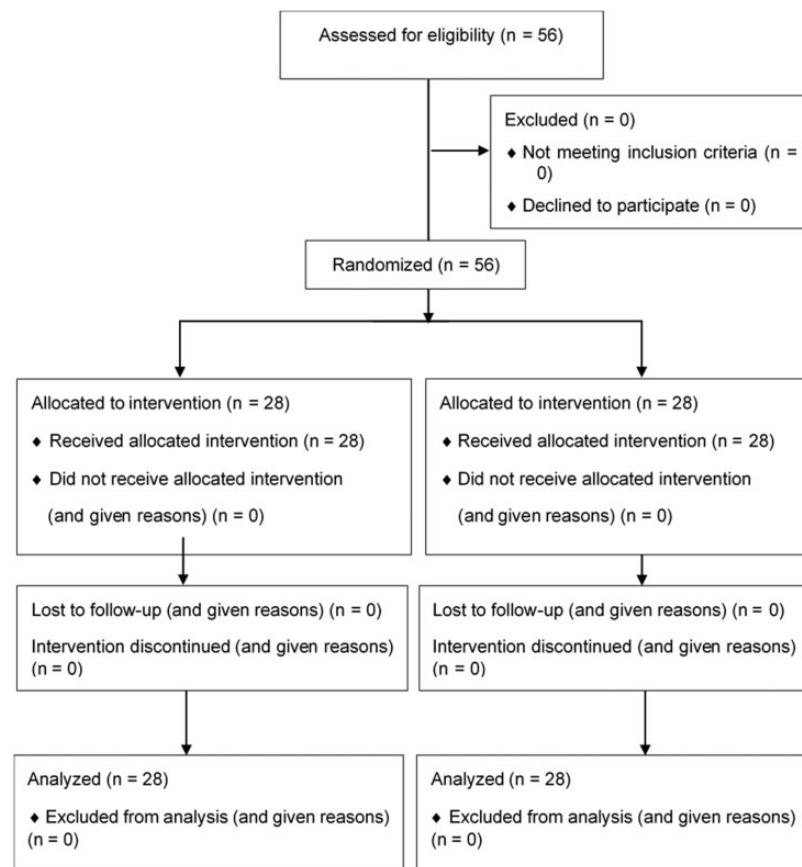 Assessed for eligibility (n = 56)
Excluded (n = 0)
♦ Not meeting inclusion criteria (n =
0)
♦ Declined to participate (n = 0)
Randomized (n = 56)
Allocated to intervention (n = 28)
♦ Received allocated intervention (n = 28)
♦ Did not receive allocated intervention
(and given reasons) (n = 0)
Allocated to intervention (n = 28)
♦ Received allocated intervention (n = 28)
♦ Did not receive allocated intervention
(and given reasons) (n = 0)
Lost to follow-up (and given reasons) (n = 0)
Intervention discontinued (and given reasons)
(n = 0)
Lost to follow-up (and given reasons) (n = 0)
Intervention discontinued (and given reasons)
(n = 0)
Analyzed (n = 28)
♦ Excluded from analysis (and given reasons)
(n = 0)
Analyzed (n = 28)
♦ Excluded from analysis (and given reasons)
(n = 0)